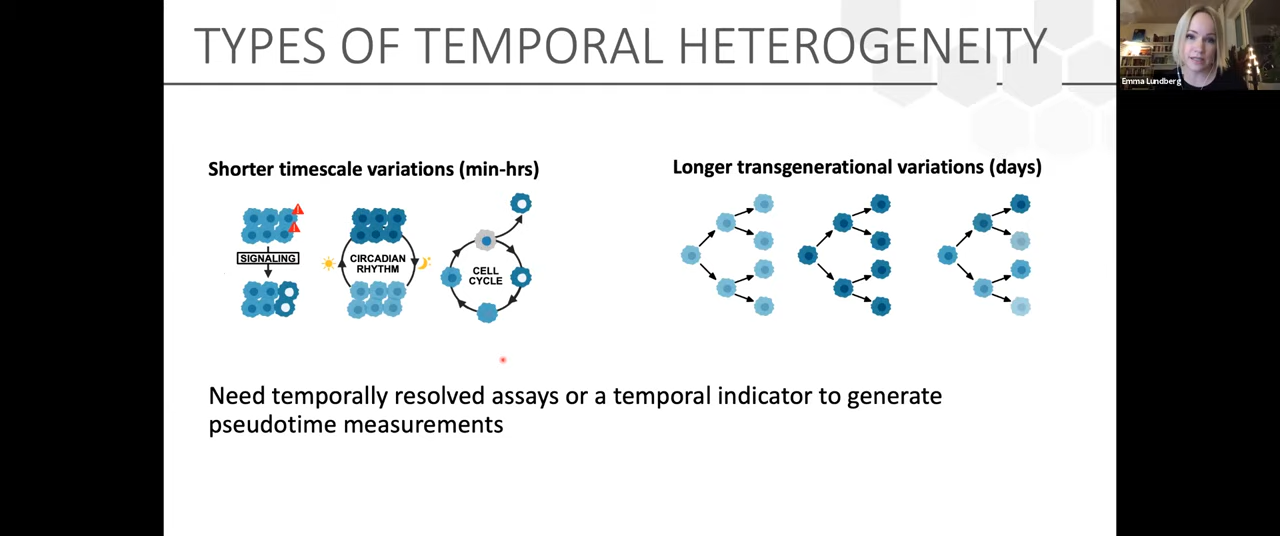 TYPES OF TEMPORAL HETEROGENEITY
Emma Lundberg
Shorter timescale variations (min-hrs)
Longer transgenerational variations (days)
SIGNALING
CIRCADIAN
RHYTHM
CELL
CYCLE
Need temporally resolved assays or a temporal indicator to generate
pseudotime measurements